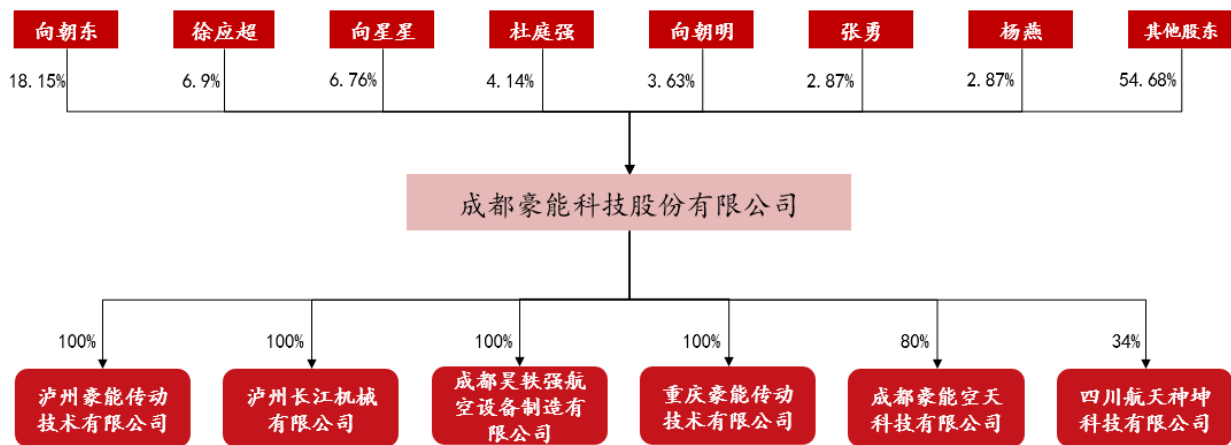 向朝东
徐应超
向星星
杜庭强
向朝明
张勇
杨燕
其他股东
18.15%
6.9%
6.76%
4.14%
3.63%
2.87%
2.87%
54.68%
成都豪能科技股份有限公司
100%
100%
100%
100%
80%
34%
泸州豪能传动
技术有限公司
泸州长江机械
有限公司
成都昊轶强航
空设备制造有
限公司
重庆豪能传动
技术有限公司
成都豪能空天
科技有限公司
四川航天神坤
科技有限公司